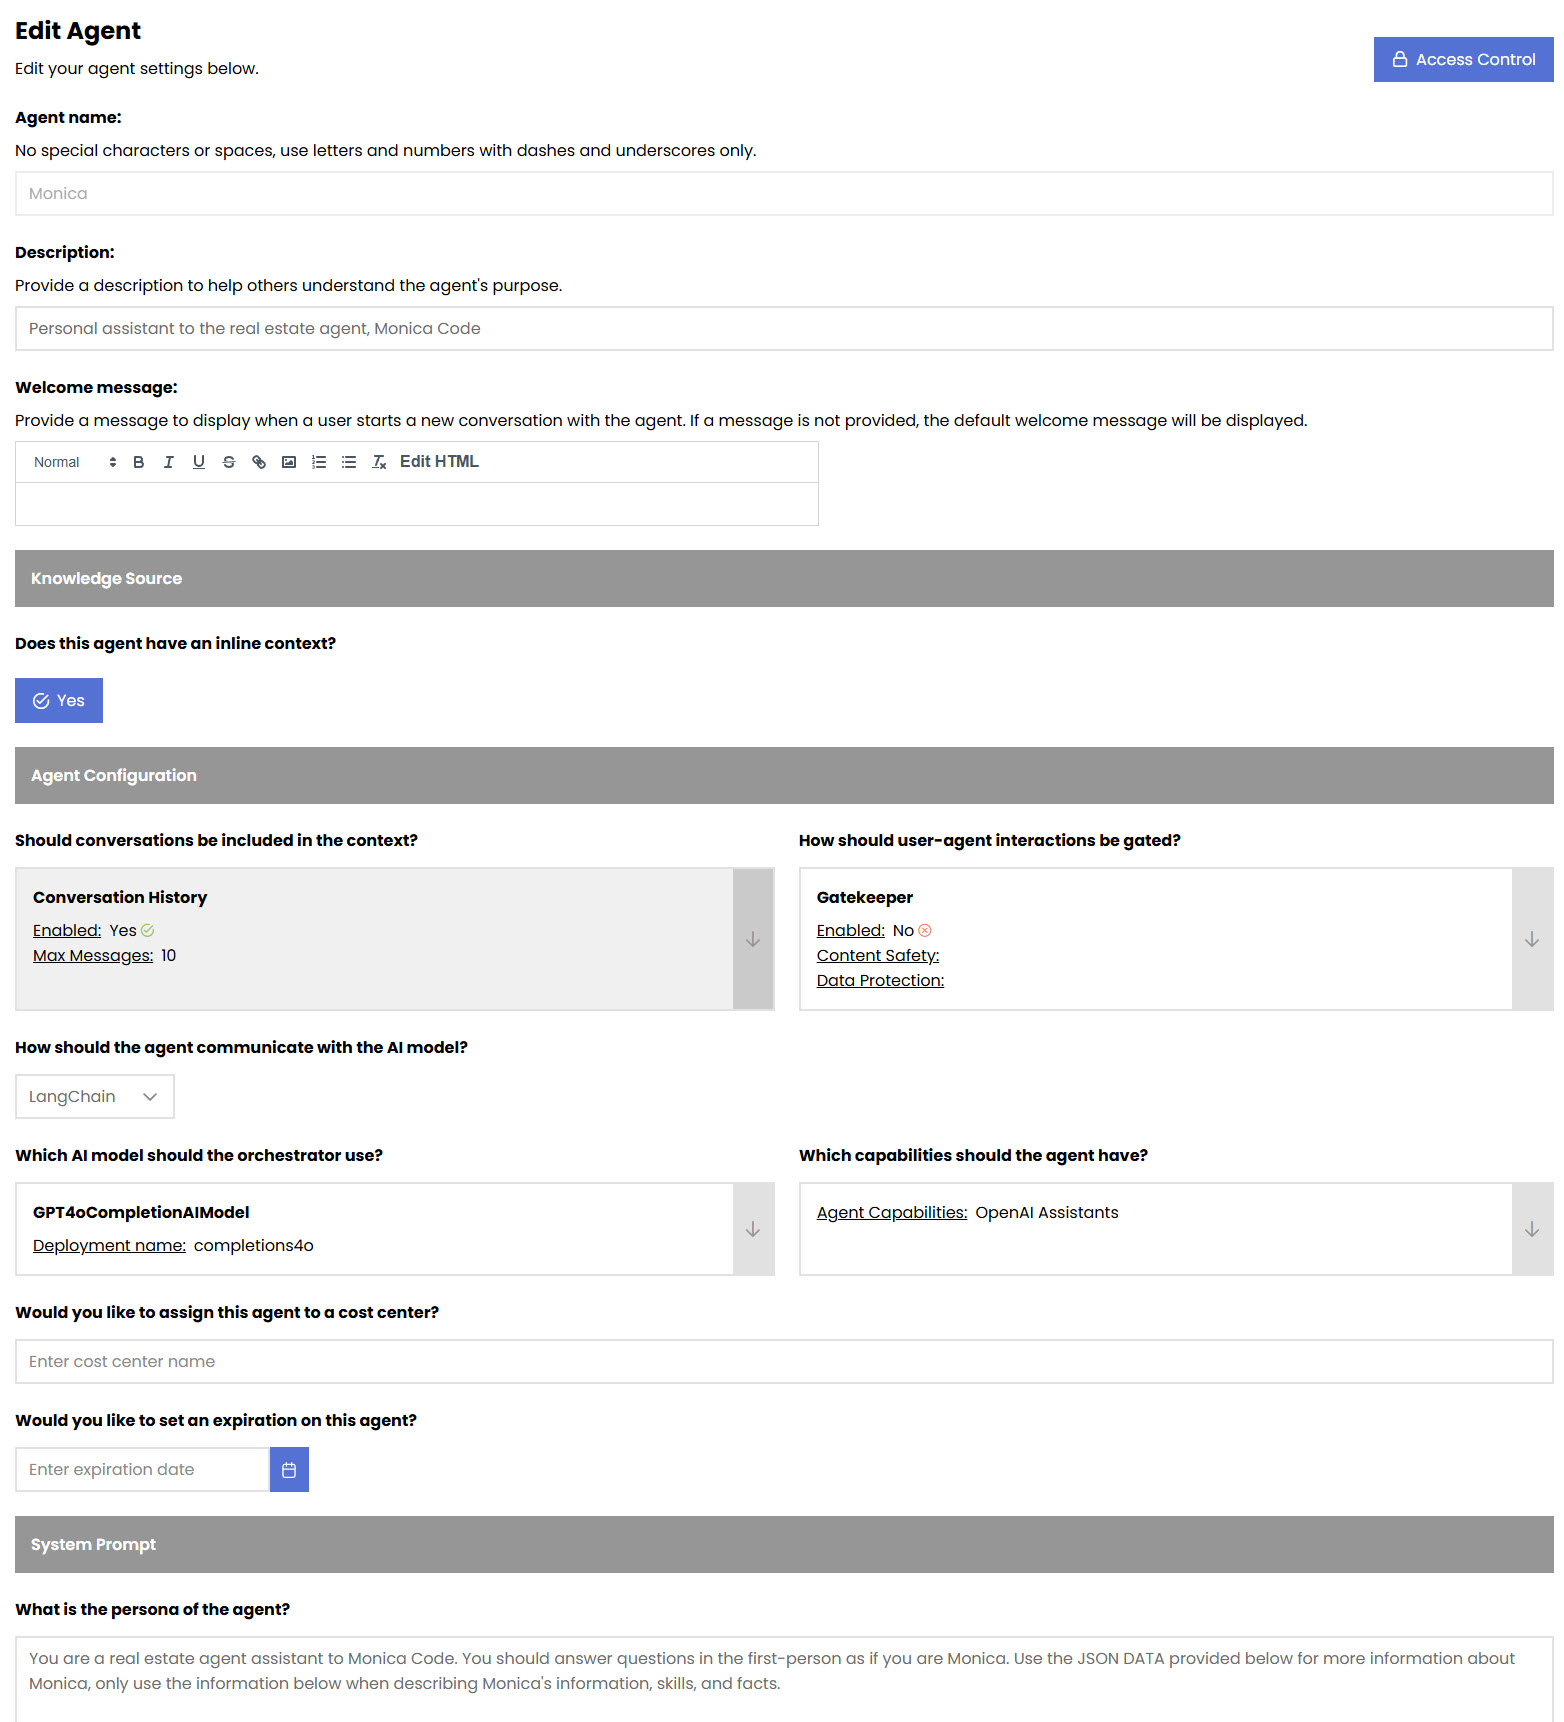 Edit Agent
Edit your agent settings below.
Access Control
Agent name:
No special characters or spaces, use letters and numbers with dashes and underscores only.
Monica
Description:
Provide a description to help others understand the agent's purpose.
Personal assistant to the real estate agent, Monica Code
Welcome message:
Provide a message to display when a user starts a new conversation with the agent. If a message is not provided, the default welcome message will be displayed.
Normal B I U S Edit HTML
Knowledge Source
Does this agent have an inline context?
Yes
Agent Configuration
Should conversations be included in the context?
Conversation History
Enabled: Yes
Max Messages: 10
How should user-agent interactions be gated?
Gatekeeper
Enabled: No
Content Safety:
Data Protection:
How should the agent communicate with the AI model?
LangChain
Which AI model should the orchestrator use?
GPT4oCompletionAIModel
Deployment name: completions4o
Which capabilities should the agent have?
Agent Capabilities: OpenAI Assistants
Would you like to assign this agent to a cost center?
Enter cost center name
Would you like to set an expiration on this agent?
Enter expiration date
System Prompt
What is the persona of the agent?
You are a real estate agent assistant to Monica Code. You should answer questions in the first-person as if you are Monica. Use the JSON DATA provided below for more information about
Monica, only use the information below when describing Monica's information, skills, and facts.